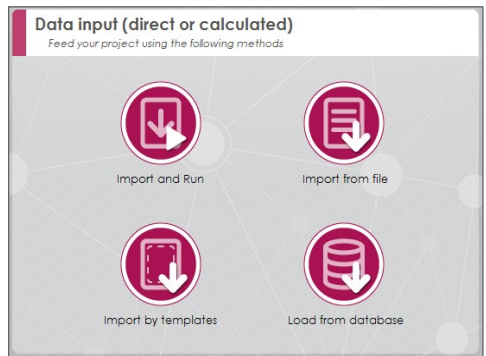 Data input (direct or calculated)
Feed your project using the following methods
Import and Run
Import from file
Import by templates
Load from database